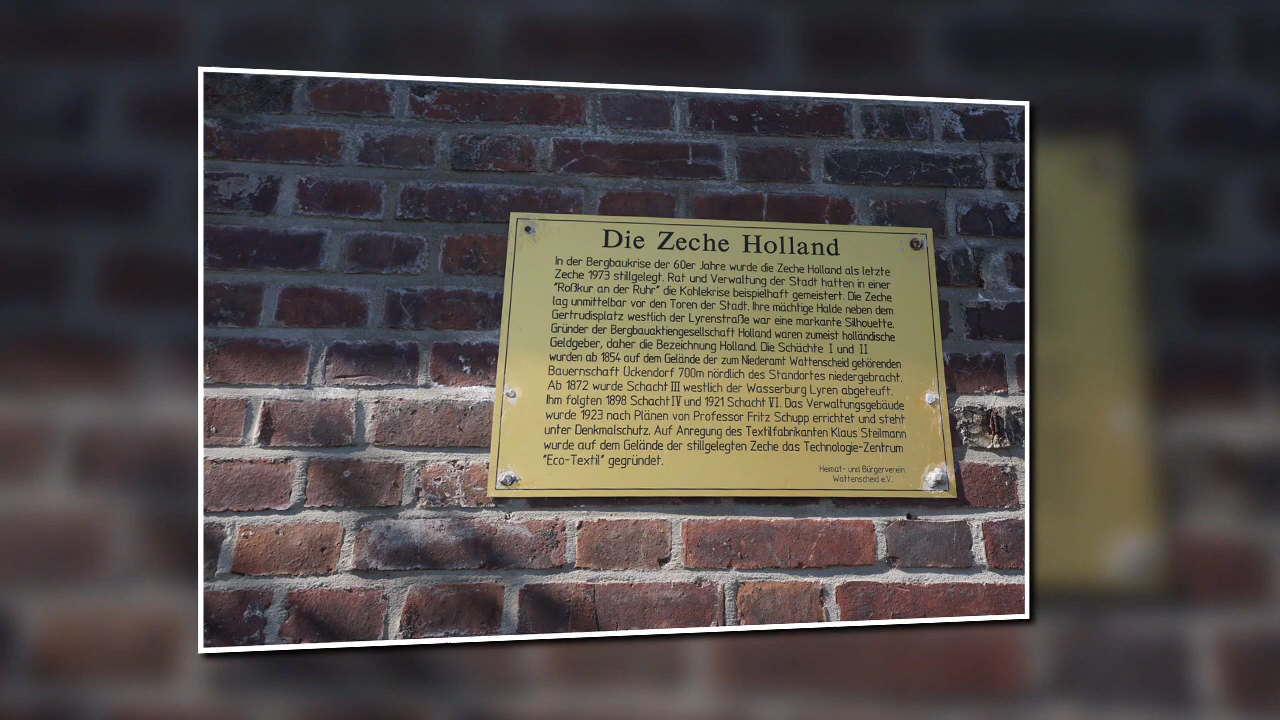 Die Zeche Holland
In der Bergbaukrise der 60er Jahre wurde die Zeche Holland als letzte
Zeche 1973 stillgelegt. Rat und Verwaltung der Stadt hatten in einer
"Roßkur an der Ruhr" die Kohlekrise beispielhaft gemeistert. Die Zeche
lag unmittelbar vor den Toren der Stadt. Ihre mächtige Halde neben dem
Gertrudisplatz westlich der Lyrenstraße war eine markante Silhouette.
Gründer der Bergbauaktiengesellschaft Holland waren zumeist holländische
Geldgeber, daher die Bezeichnung Holland. Die Schächte I und II
wurden ab 1854 auf dem Gelände der zum Niederamt Wattenscheid gehörenden
Bauernschaft Ückendorf 700m nördlich des Standortes niedergebracht.
Ab 1872 wurde Schacht III westlich der Wasserburg Lyren abgeteuft.
Ihm folgten 1898 Schacht IV und 1921 Schacht VI. Das Verwaltungsgebäude
wurde 1923 nach Plänen von Professor Fritz Schupp errichtet und steht
unter Denkmalschutz. Auf Anregung des Textilfabrikanten Klaus Steilmann
wurde auf dem Gelände der stillgelegten Zeche das Technologie-Zentrum
"Eco-Textil" gegründet.
Heimat- und Bürgerverein
Wattenscheid e.V.